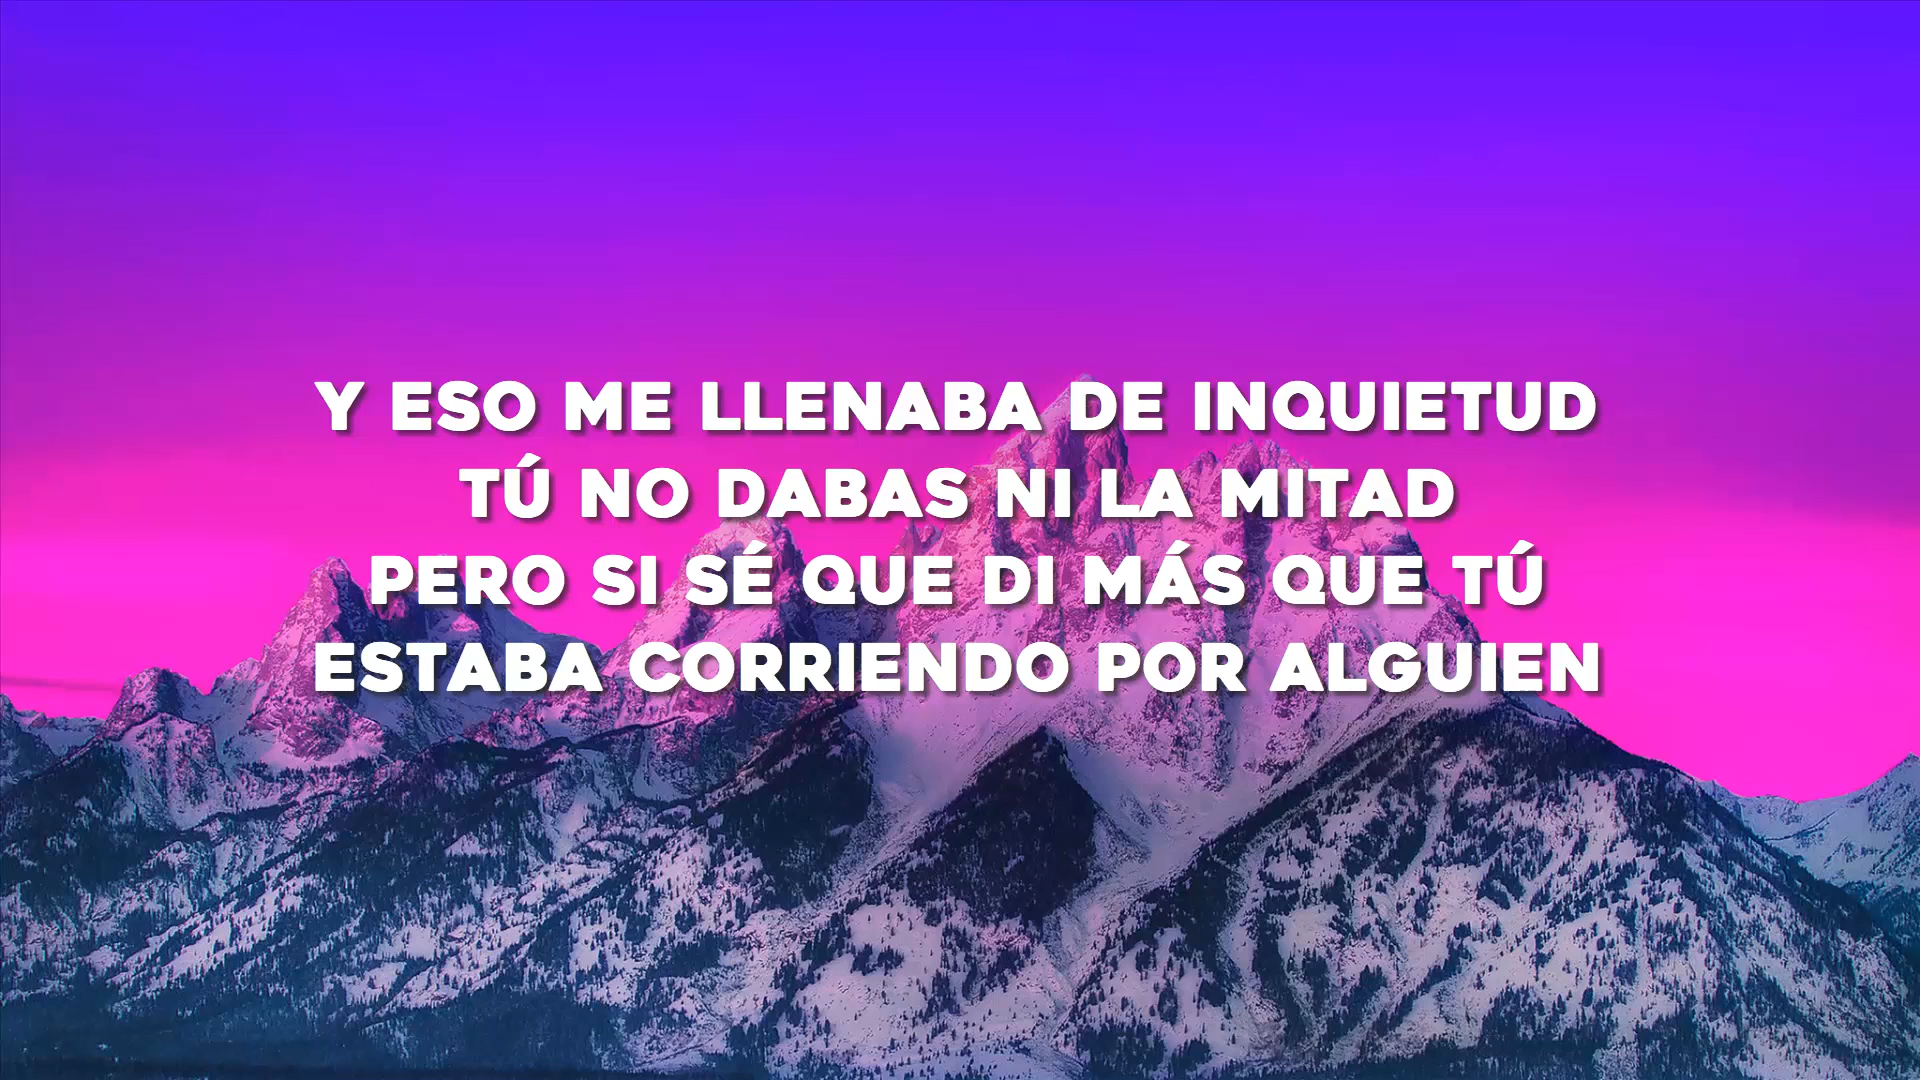 Y ESO ME LLENABA DE INQUIETUD
TÚ NO DABAS NI LA MITAD
PERO SI SÉ QUE DI MÁS QUE TÚ
ESTABA CORRIENDO POR ALGUIEN